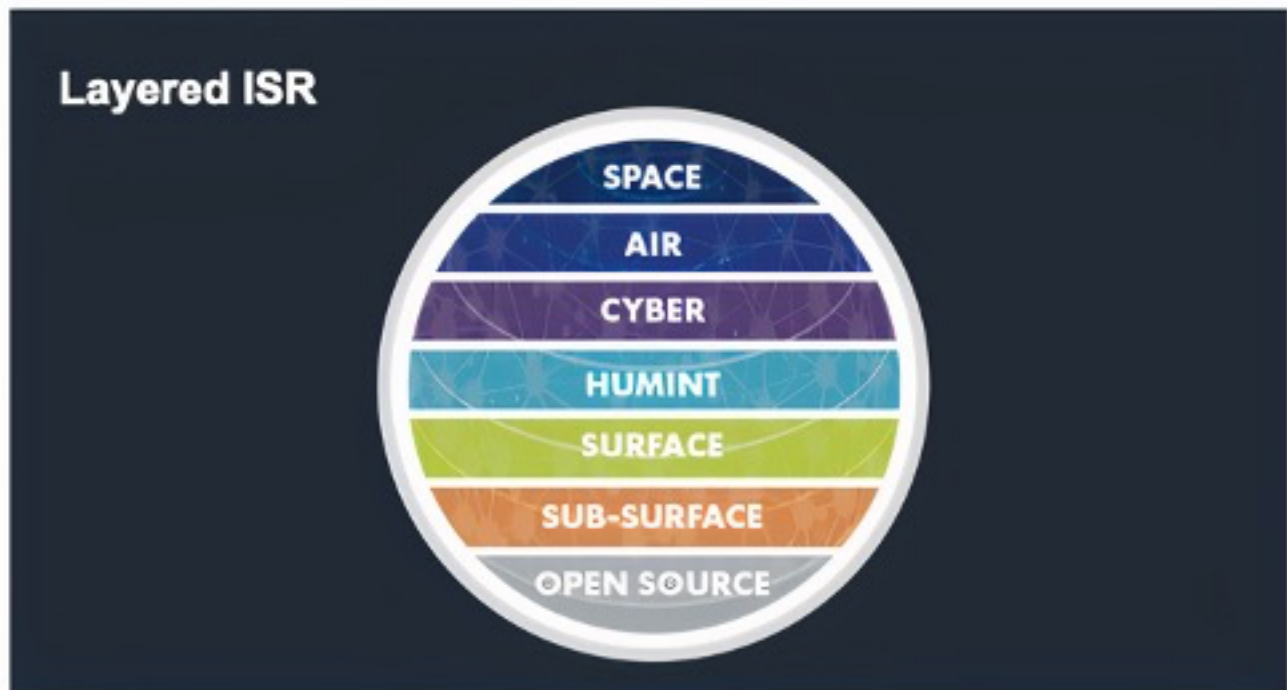 Layered ISR
SPACE
AIR
CYBER
HUMINT
SURFACE
SUB-SURFACE
OPEN SOURCE